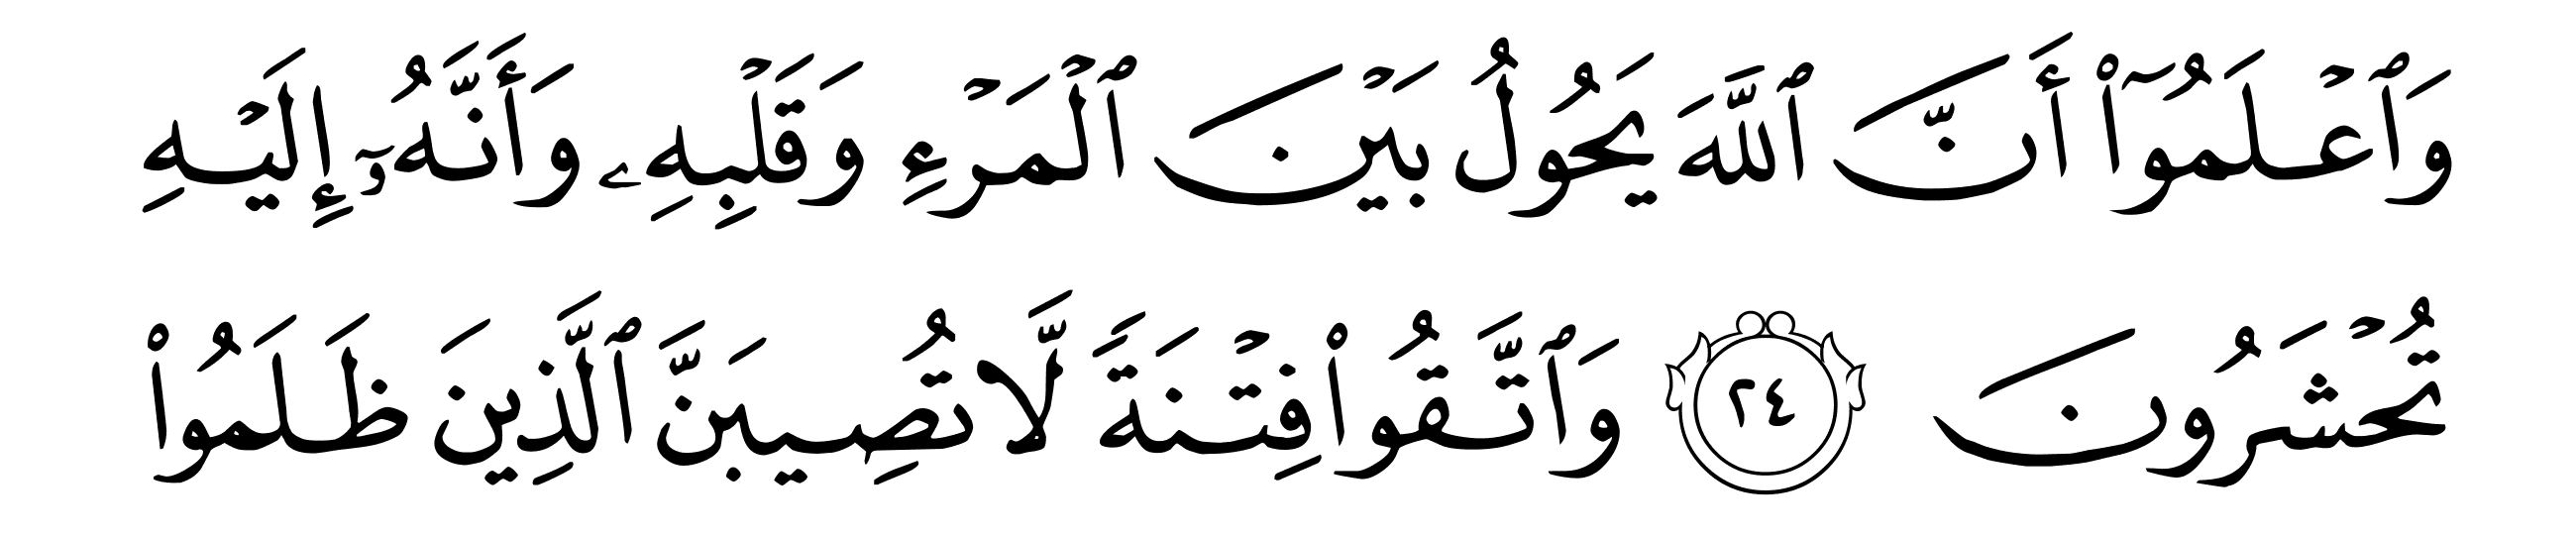 وَٱعۡلَمُوٓاْ أَنَّ ٱللَّهَ يَحُولُ بَيۡنَ ٱلۡمَرۡءِ وَقَلۡبِهِۦ وَأَنَّهُۥٓ إِلَيۡهِ
تُحۡشَرُونَ ٢٤ وَٱتَّقُواْ فِتۡنَةٗ لَّا تُصِيبَنَّ ٱلَّذِينَ ظَلَمُواْ